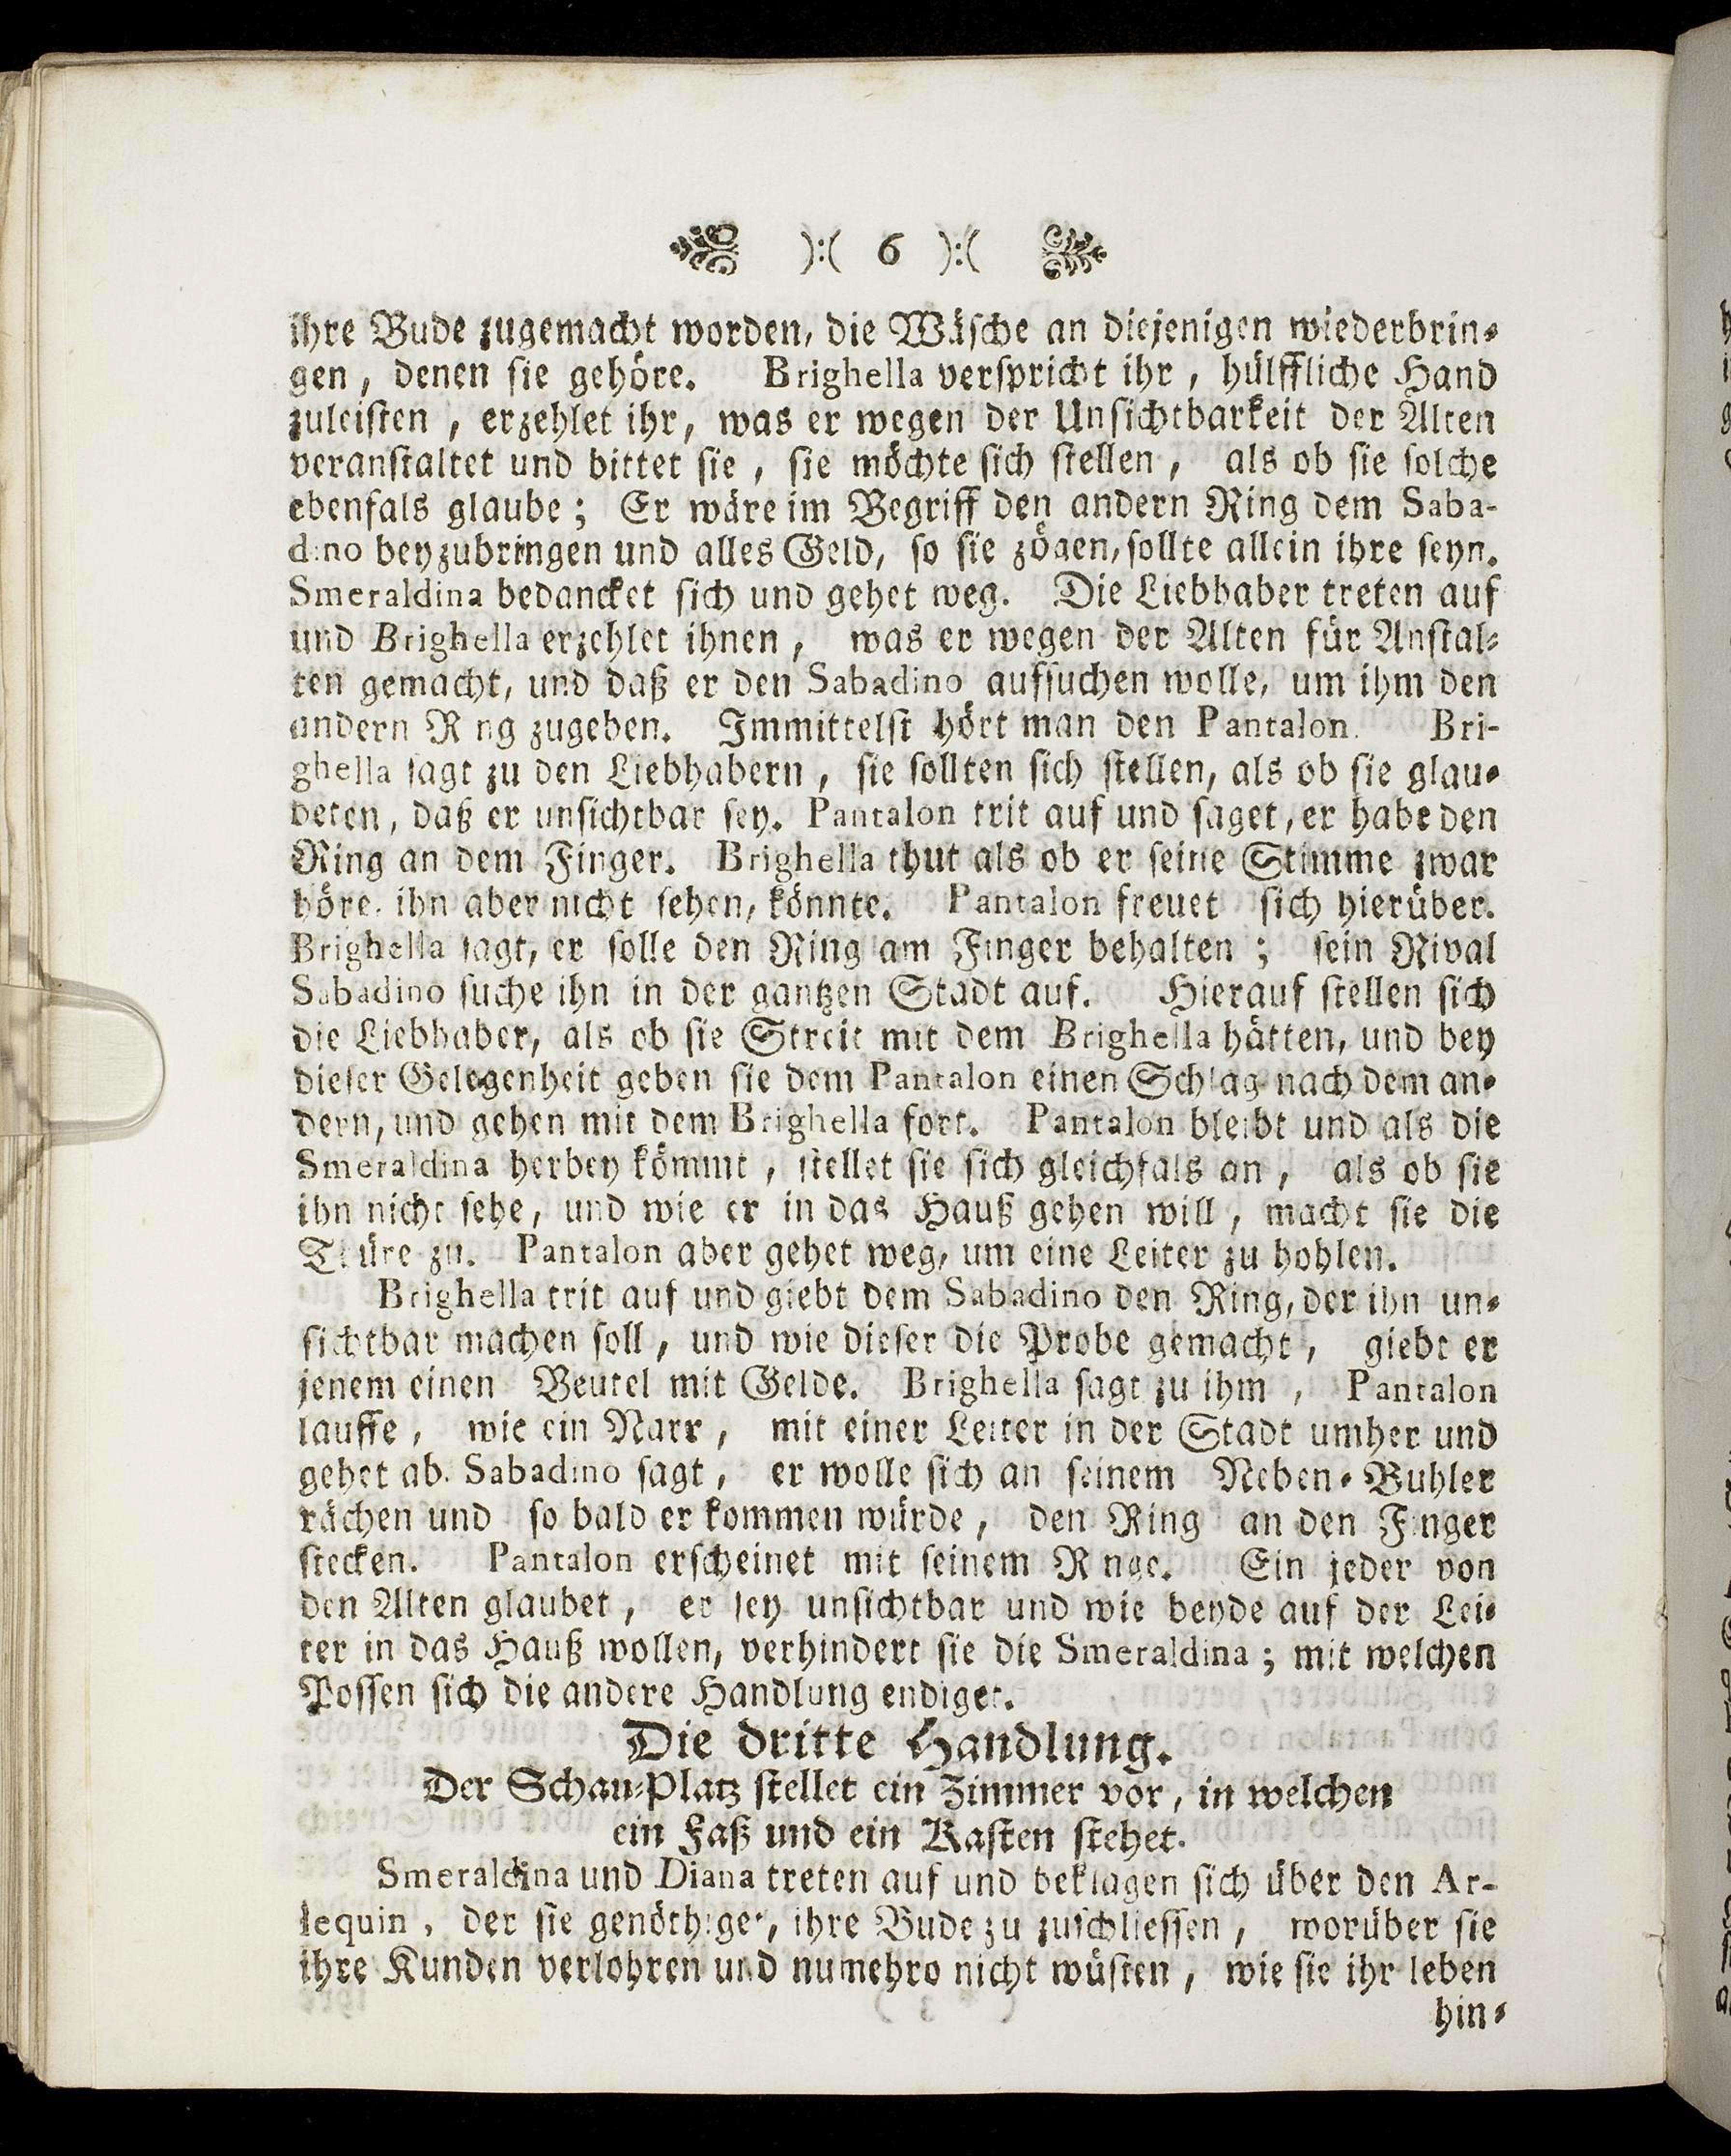 ):( 6 ):(
ihre Bude zugemacht worden, die Wäsche an diejenigen wiederbrin-
gen, denen sie gehöre. Brighella verspricht ihr, hülffliche Hand
zuleisten, erzehlet ihr, was er wegen der Unsichtbarkeit der Alten
veranstaltet und bittet sie, sie möchte sich stellen, als ob sie solche
ebenfals glaube; Er wäre im Begriff den andern Ring dem Saba-
dino beyzubringen und alles Geld, so sie zögen, sollte allein ihre seyn.
Smeraldina bedancket sich und gehet weg. Die Liebhaber treten auf
und Brighella erzehlet ihnen, was er wegen der Alten für Anstal-
ten gemacht, und daß er den Sabadino aufsuchen wolle, um ihm den
andern Ring zugeben. Immittelst hört man den Pantalon. Bri-
ghella sagt zu den Liebhabern, sie sollten sich stellen, als ob sie glau-
beten, daß er unsichtbar sey. Pantalon trit auf und saget, er habe den
Ring an dem Finger. Brighella thut als ob er seine Stimme zwar
höre, ihn aber nicht sehen, könnte. Pantalon freuet sich hierüber.
Brighella sagt, er solle den Ring am Finger behalten; sein Rival
Sabadino suche ihn in der gantzen Stadt auf. Hierauf stellen sich
die Liebhaber, als ob sie Streit mit dem Brighella hätten, und bey
dieser Gelegenheit geben sie dem Pantalon einen Schlag nach dem an-
dern, und gehen mit dem Brighella fort. Pantalon bleibt und als die
Smeraldina herbey kömmt, stellet sie sich gleichfals an, als ob sie
ihn nicht sehe, und wie er in das Hauß gehen will, macht sie die
Thüre zu. Pantalon aber gehet weg, um eine Leiter zu hohlen.
Brighella trit auf und giebt dem Sabadino den Ring, der ihn un-
sichtbar machen soll, und wie dieser die Probe gemacht, giebt er
jenem einen Beutel mit Gelde. Brighella sagt zu ihm, Pantalon
lauffe, wie ein Narr, mit einer Leiter in der Stadt umher und
gehet ab. Sabadino sagt, er wolle sich an seinem Neben-Buhler
rächen und so bald er kommen würde, den Ring an den Finger
stecken. Pantalon erscheinet mit seinem Ringe. Ein jeder von
den Alten glaubet, er sey unsichtbar und wie beyde auf der Lei-
ter in das Hauß wollen, verhindert sie die Smeraldina; mit welchen
Possen sich die andere Handlung endiget.
Die dritte Handlung.
Der Schau-Platz stellet ein Zimmer vor, in welchen
ein Faß und ein Kasten stehet.
Smeraldina und Diana treten auf und beklagen sich über den Ar-
lequin, der sie genöthiget, ihre Bude zu zuschliessen, worüber sie
ihre Kunden verlohren und numehro nicht wüsten, wie sie ihr leben
hin-